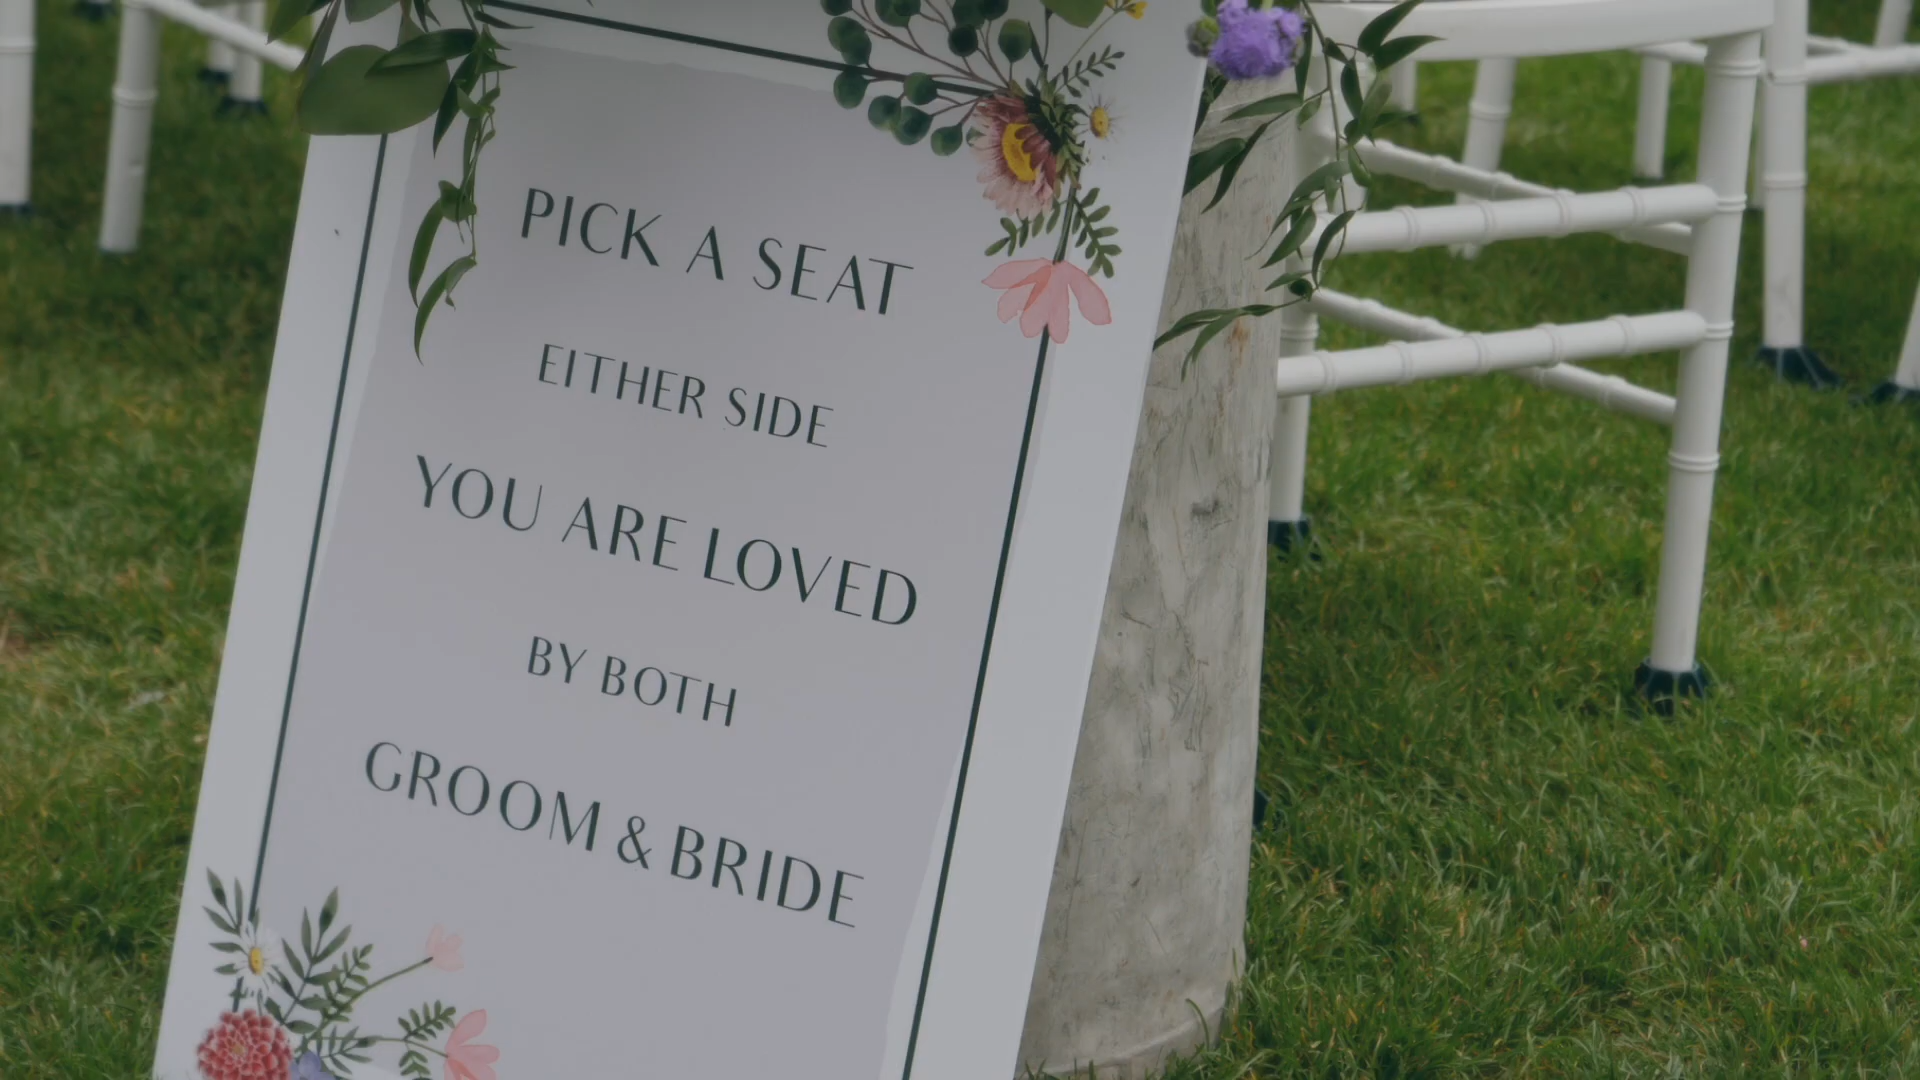 PICK A SEAT
EITHER SIDE
YOU ARE LOVED
BY BOTH
GROOM & BRIDE